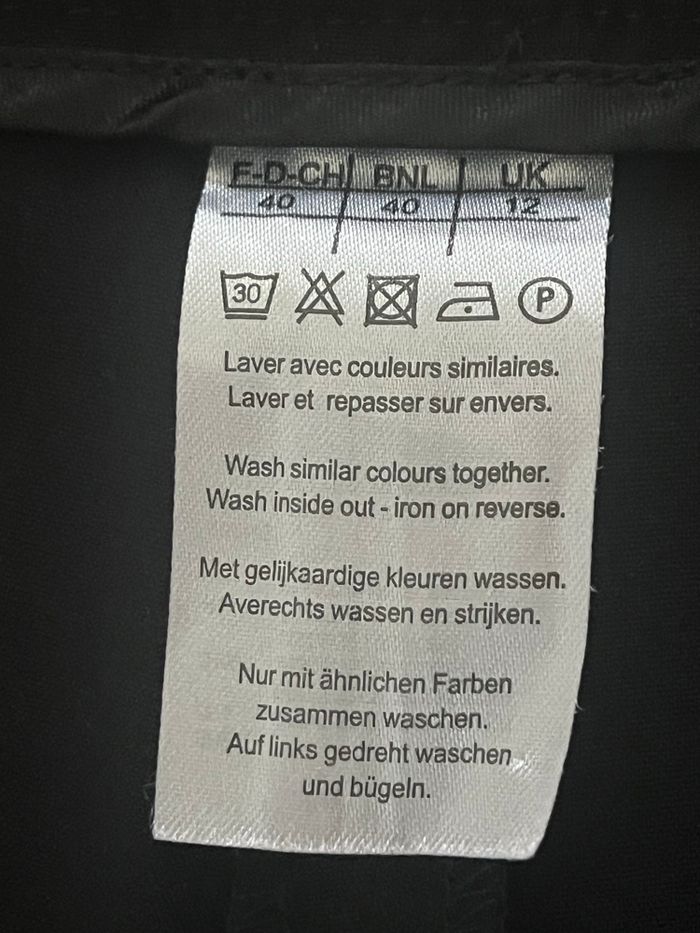 F-D-CH BNL UK
40 40 12
30 P
Laver avec couleurs similaires.
Laver et repasser sur envers.
Wash similar colours together.
Wash inside out - iron on reverse.
Met gelijkaardige kleuren wassen.
Averechts wassen en strijken.
Nur mit ähnlichen Farben
zusammen waschen.
Auf links gedreht waschen
und bügeln.